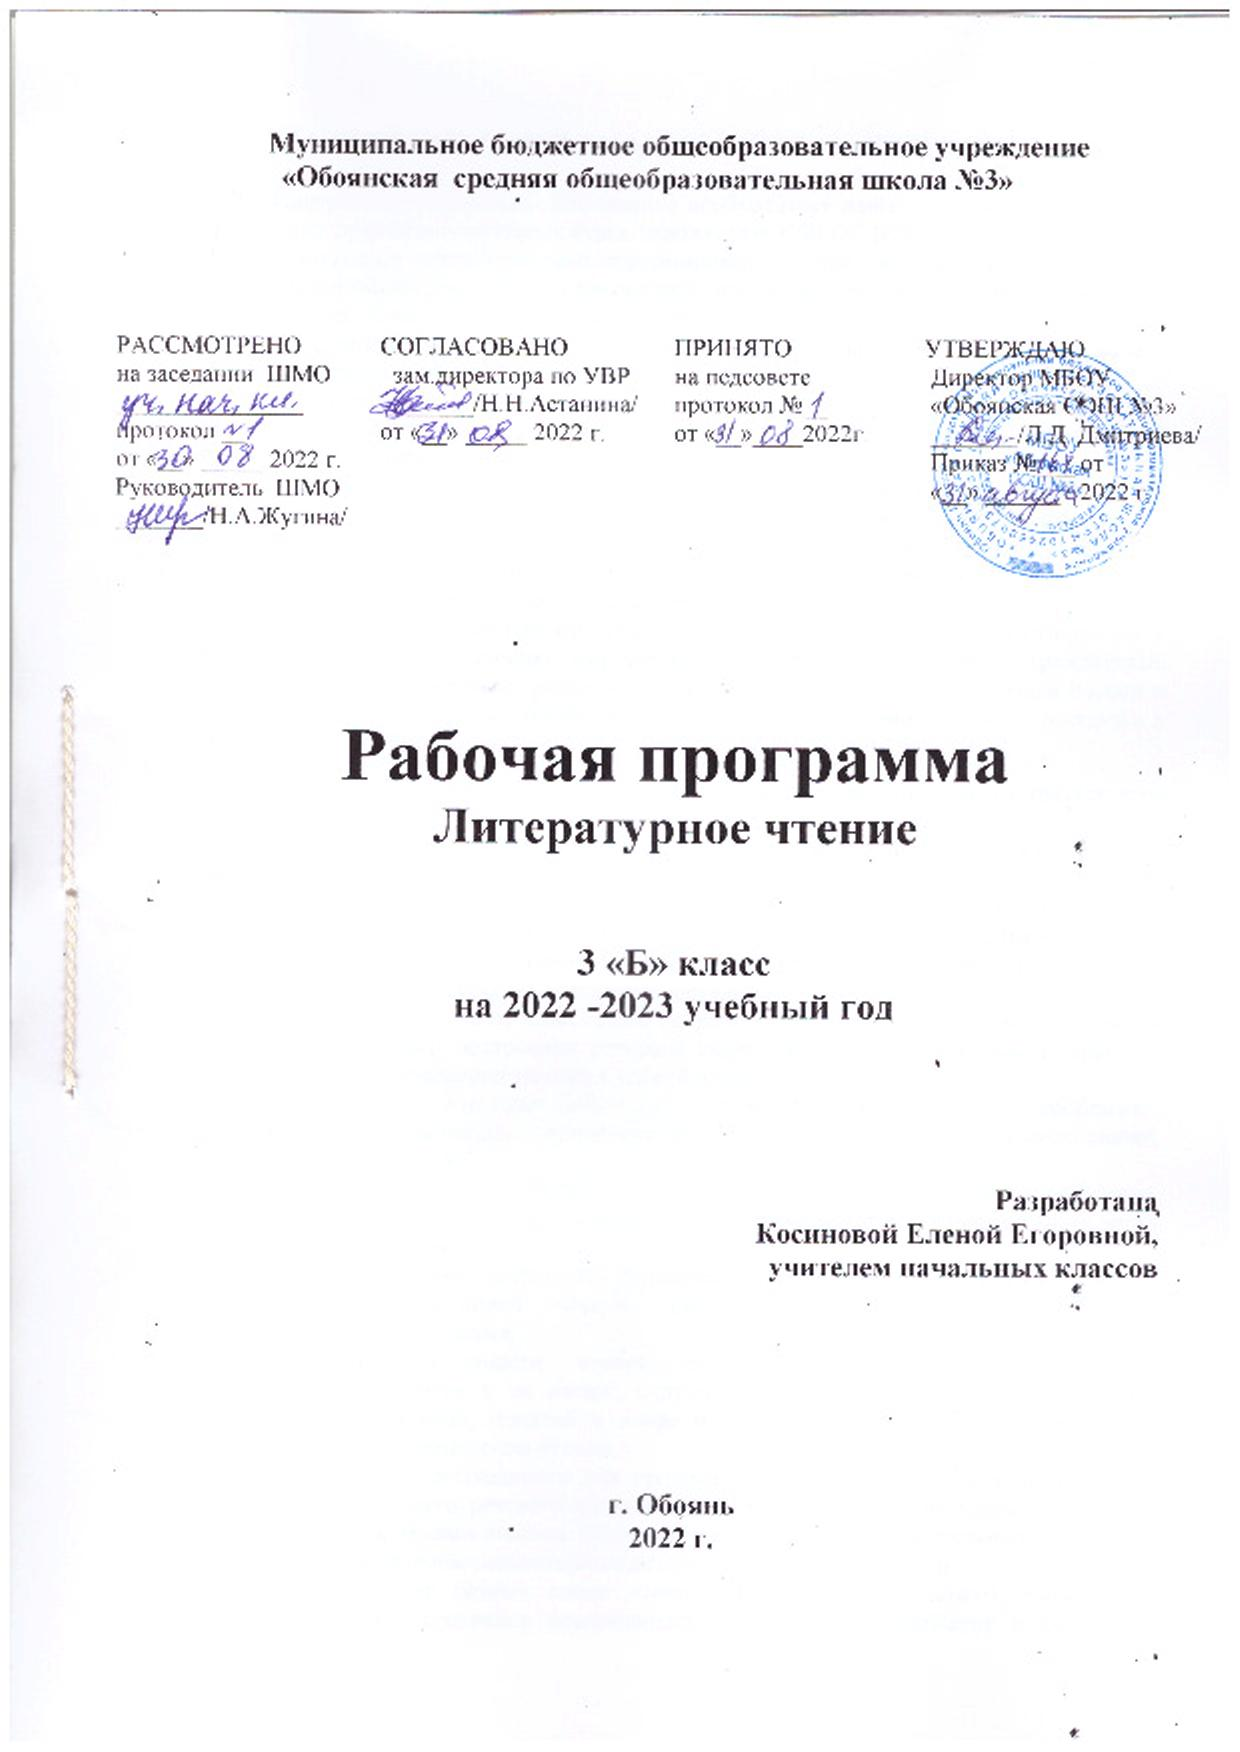 Муниципальное бюджетное общеобразовательное учреждение
«Обоянская средняя общеобразовательная школа №3»
РАССМОТРЕНО
на заседании ШМО
уч. нач. кл.
протокол №1
от «30» 08 2022 г.
Руководитель ШМО
/Н.А.Жугина/
СОГЛАСОВАНО
зам.директора по УВР
/Н.Н.Астанина/
от «31» 08 2022 г.
ПРИНЯТО
на педсовете
протокол № 1
от «31» 08 2022г
УТВЕРЖДАЮ
Директор МБОУ
«Обоянская СОШ №3»
/Л.Д. Дмитриева/
Приказ № от
«31» августа 2022 г.
Рабочая программа
Литературное чтение
3 «Б» класс
на 2022 -2023 учебный год
Разработана
Косиновой Еленой Егоровной,
учителем начальных классов
г. Обоянь
2022 г.